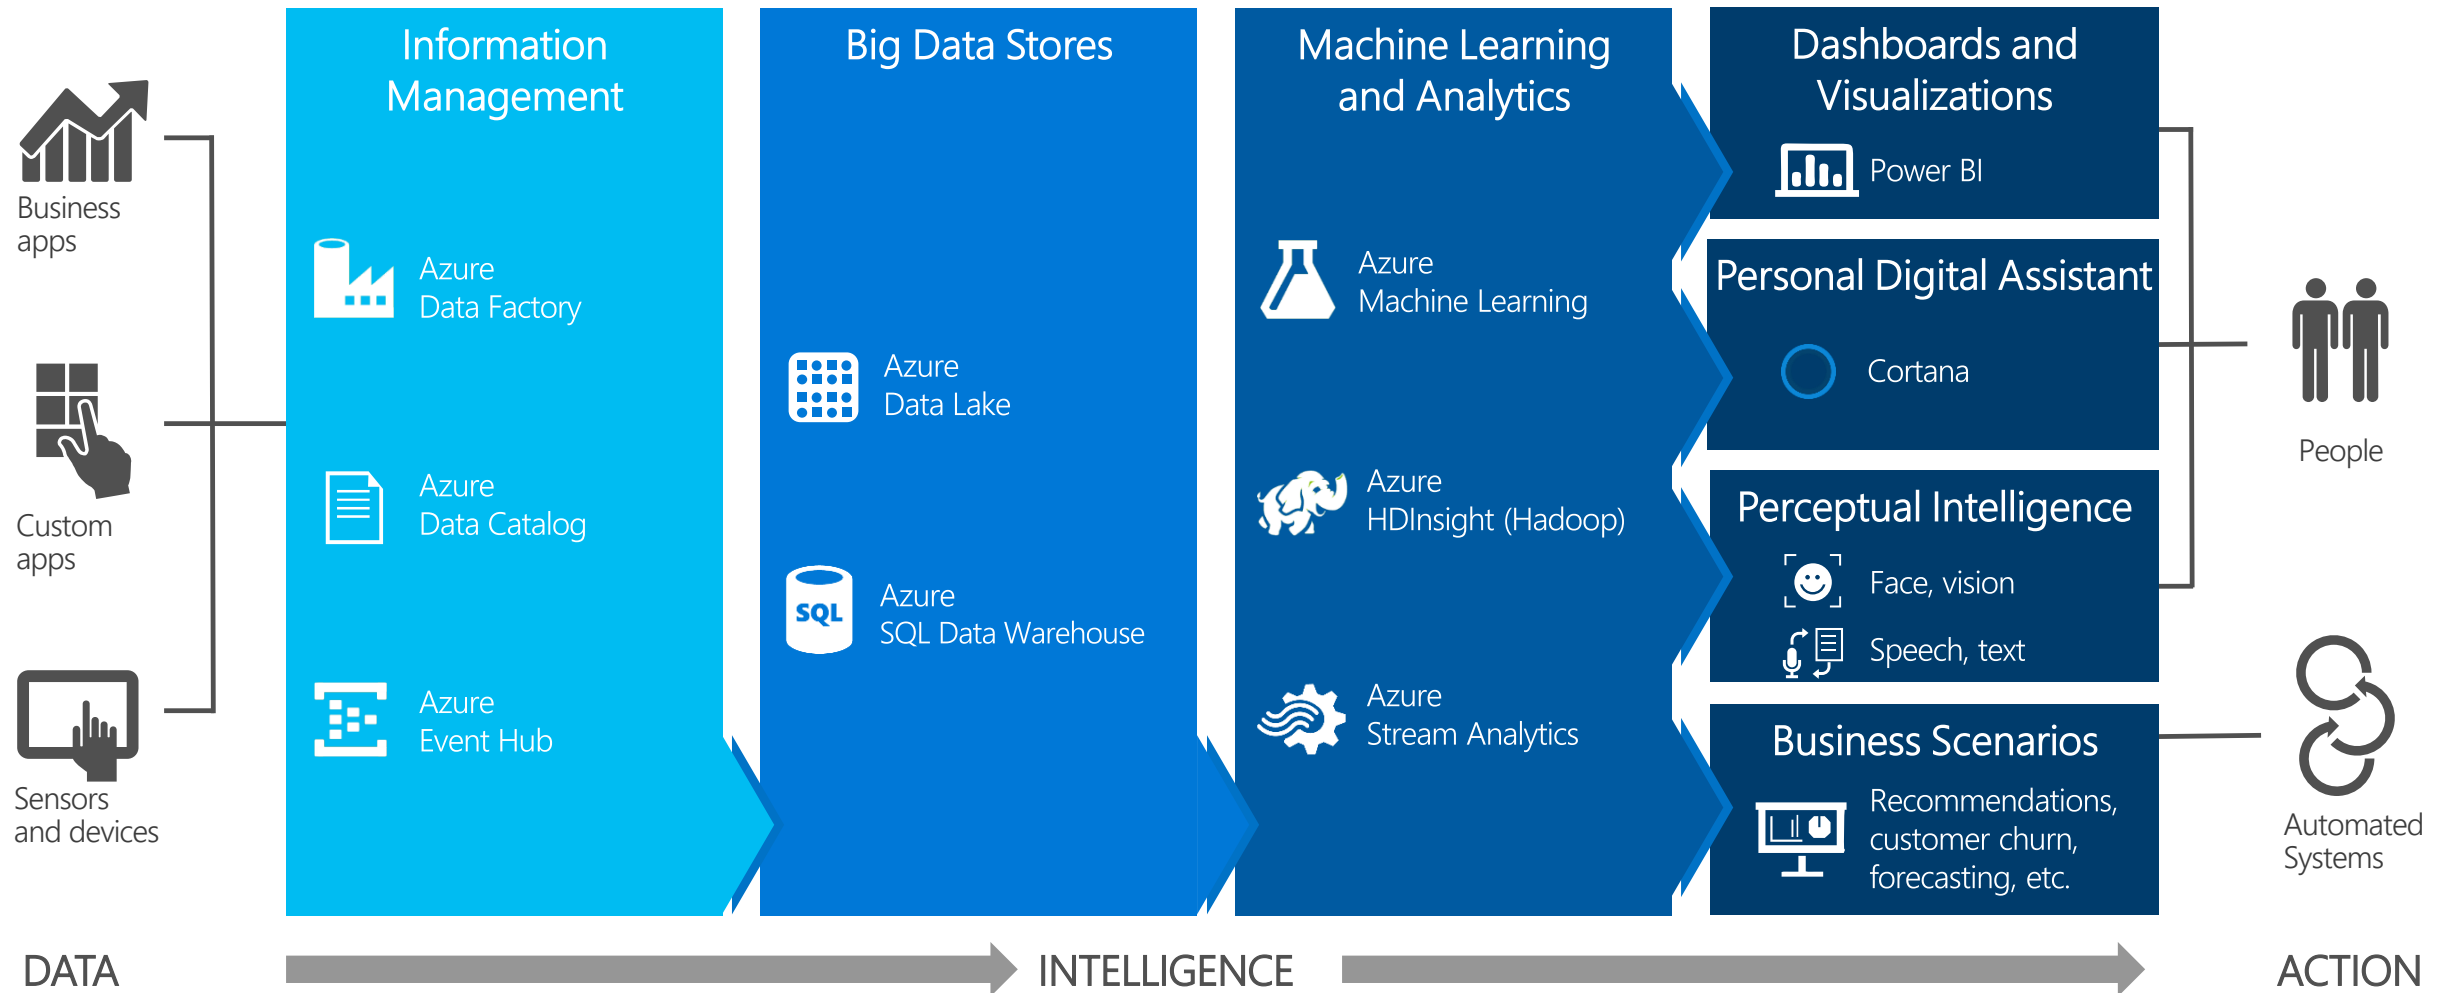 Business
apps
Custom
apps
Sensors
and devices
Information
Management
Azure
Data Factory
Azure
Data Catalog
Azure
Event Hub
Big Data Stores
Azure
Data Lake
SQL
Azure
SQL Data Warehouse
Machine Learning
and Analytics
Azure
Machine Learning
Azure
HDInsight (Hadoop)
Azure
Stream Analytics
Dashboards and
Visualizations
Power BI
Personal Digital Assistant
Cortana
Perceptual Intelligence
Face, vision
Speech, text
Business Scenarios
Recommendations,
customer churn,
forecasting, etc.
People
Automated
Systems
DATA
INTELLIGENCE
ACTION